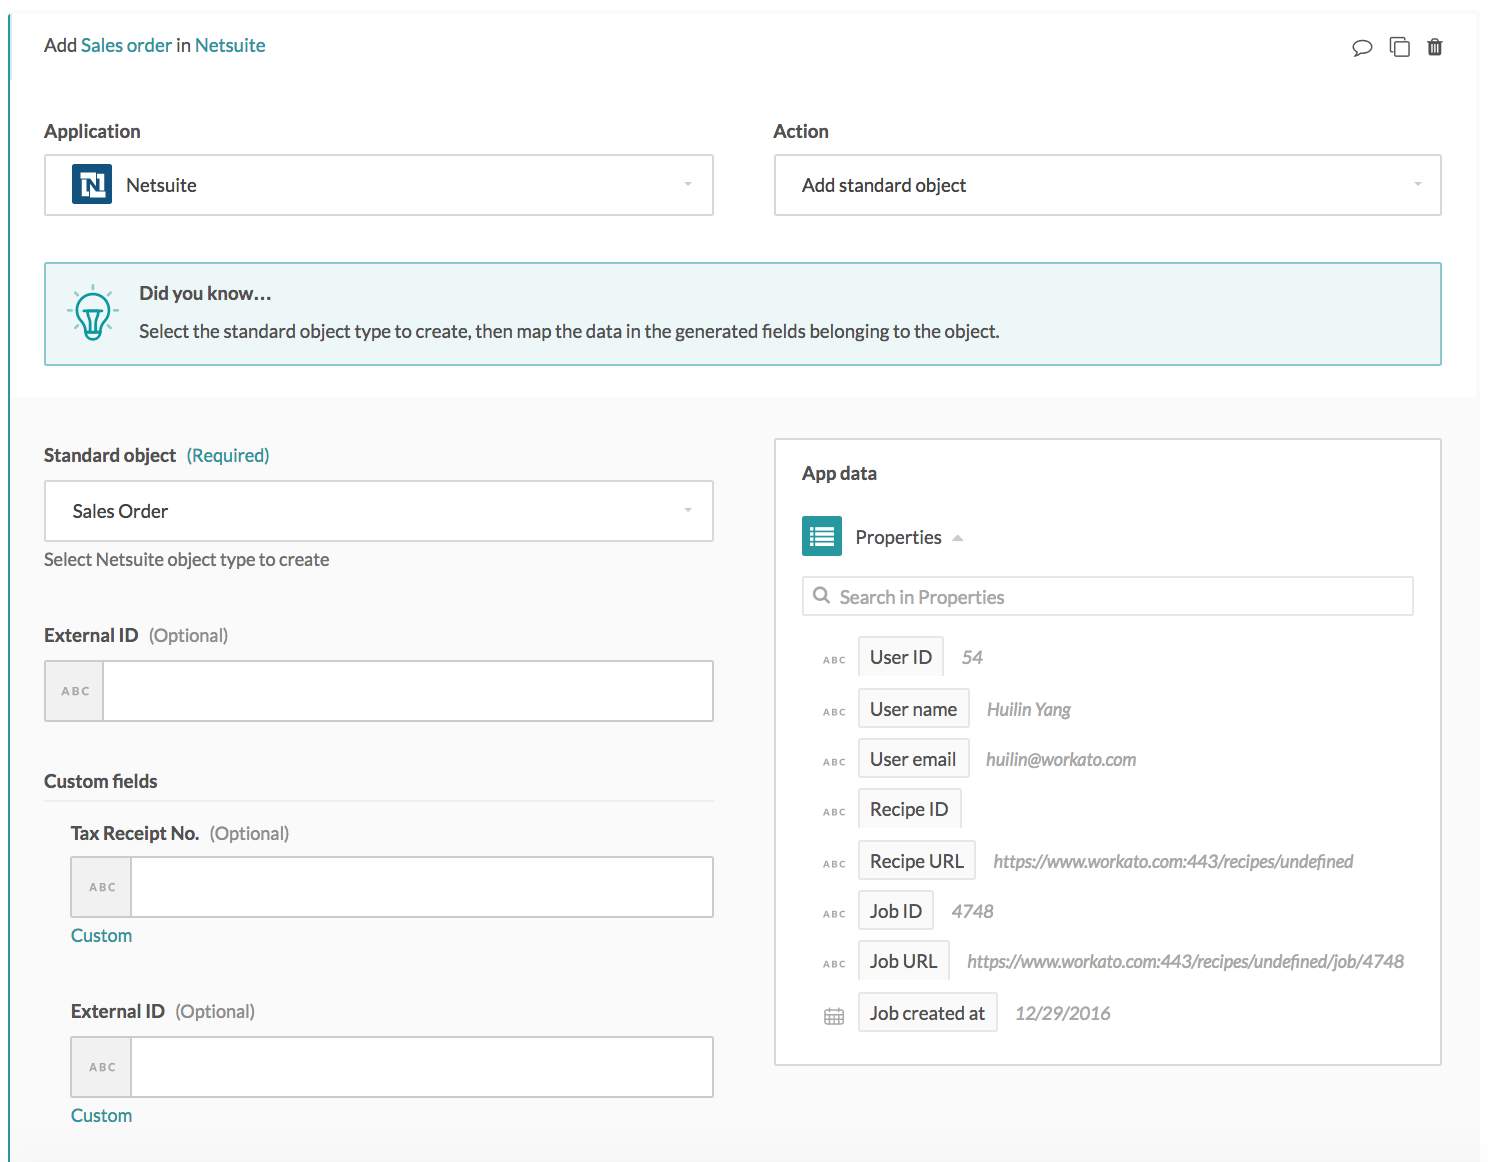 Add Sales order in Netsuite
Application
Action
Netsuite
Add standard object
Did you know...
Select the standard object type to create, then map the data in the generated fields belonging to the object.
Standard object (Required)
Sales Order
Select Netsuite object type to create
External ID (Optional)
ABC
Custom fields
Tax Receipt No. (Optional)
ABC
Custom
External ID (Optional)
ABC
Custom
App data
Properties
Search in Properties
ABC User ID 54
ABC User name Huilin Yang
ABC User email huilin@workato.com
ABC Recipe ID
ABC Recipe URL https://www.workato.com:443/recipes/undefined
ABC Job ID 4748
ABC Job URL https://www.workato.com:443/recipes/undefined/job/4748
Job created at 12/29/2016